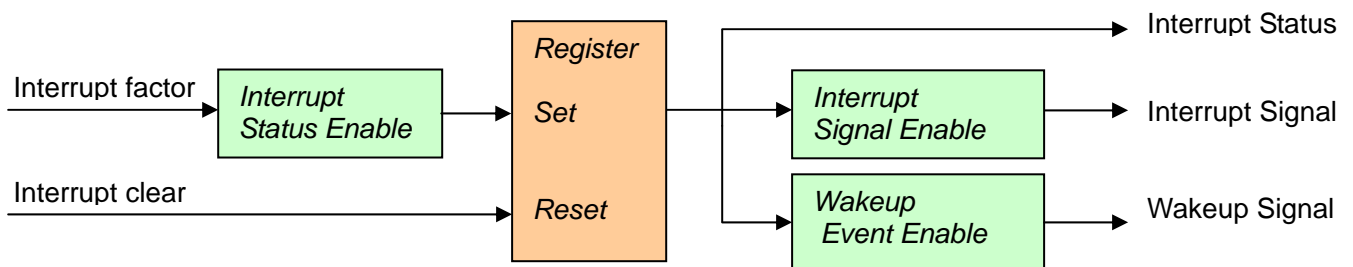 Interrupt factor
Interrupt
Status Enable
Interrupt clear
Register
Set
Reset
Interrupt Status
Interrupt
Signal Enable
Interrupt Signal
Wakeup
Event Enable
Wakeup Signal